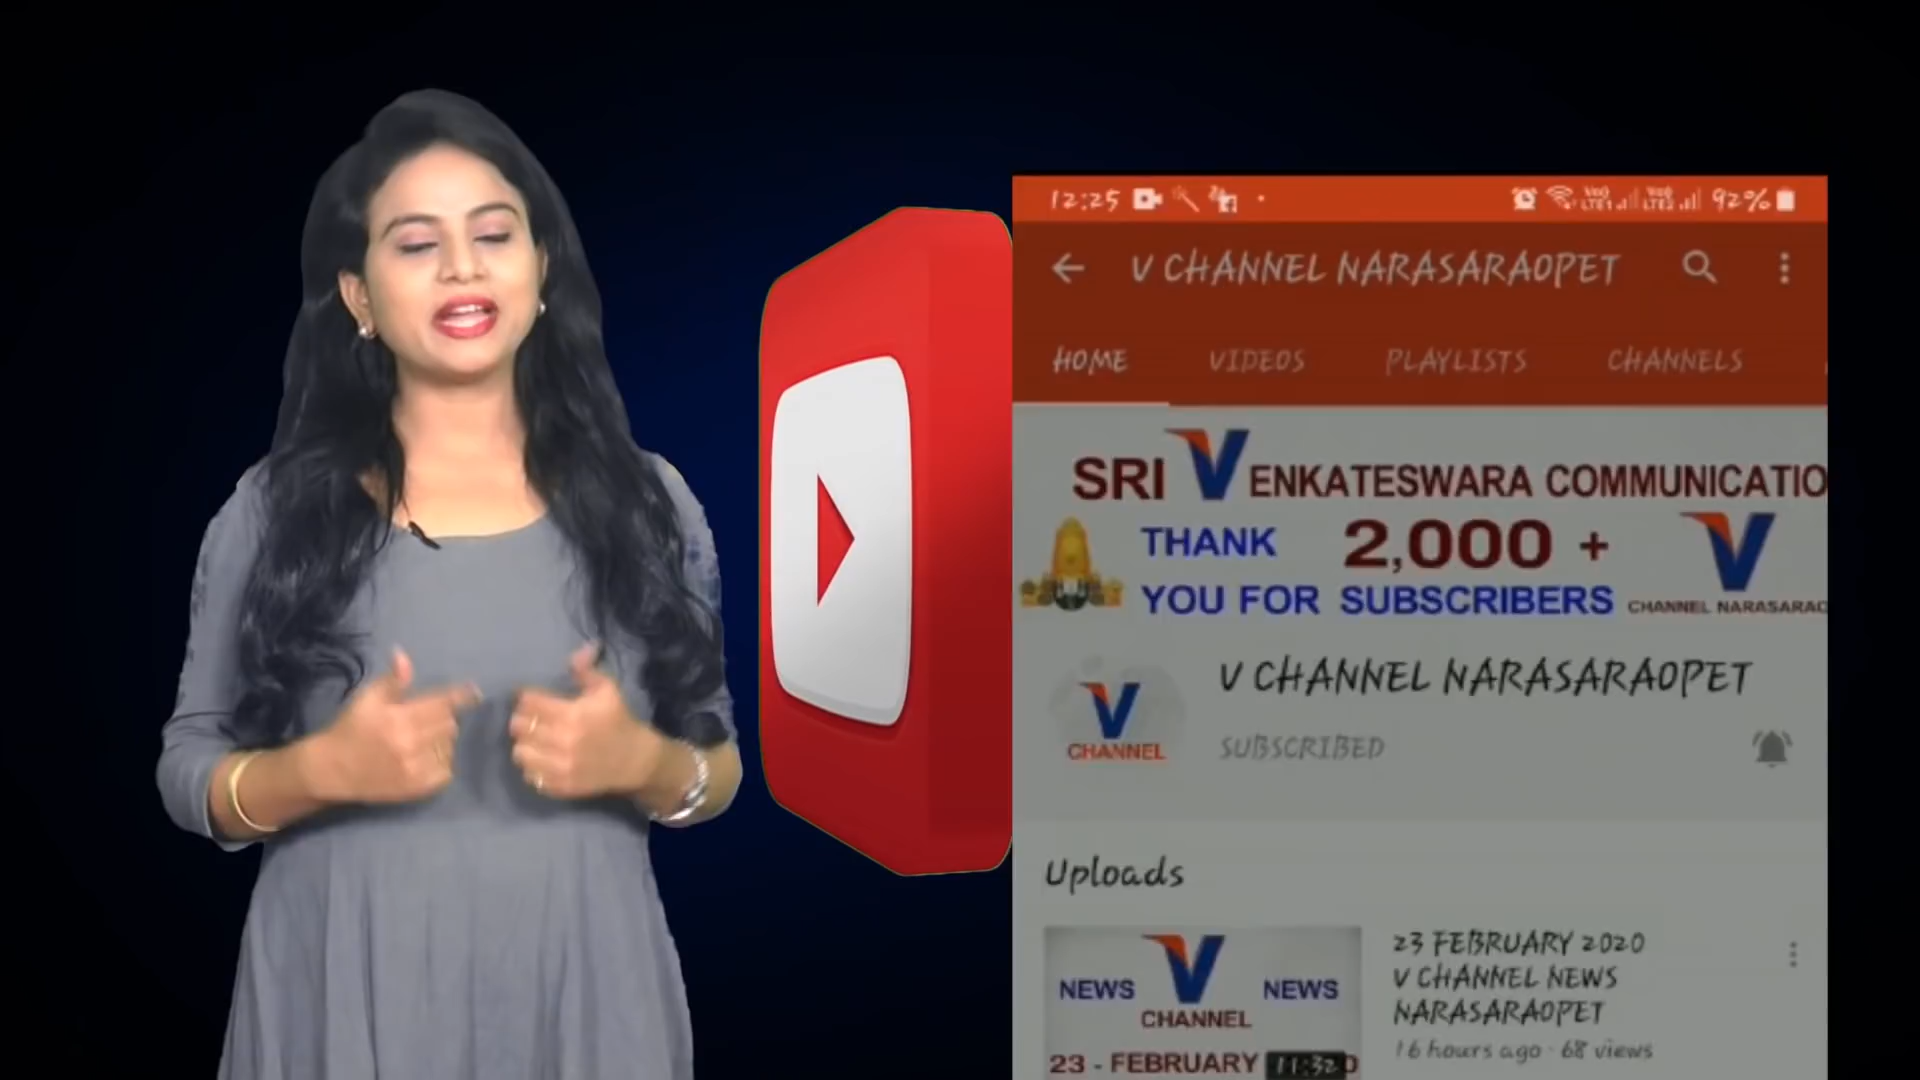 12:25 92%
V CHANNEL NARASARAOPET
HOME VIDEOS PLAYLISTS CHANNELS
SRI VENKATESWARA COMMUNICATIO
THANK 2,000 +
YOU FOR SUBSCRIBERS
CHANNEL NARASARAO
V CHANNEL NARASARAOPET
V
CHANNEL
SUBSCRIBED
Uploads
NEWS V NEWS
CHANNEL
23 - FEBRUARY
11:32
23 FEBRUARY 2020
V CHANNEL NEWS
NARASARAOPET
16 hours ago · 68 views